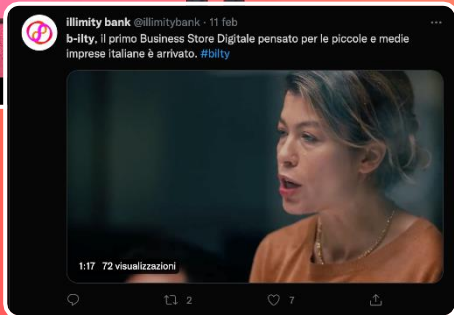 illimity bank @illimitybank · 11 feb
b-ilty, il primo Business Store Digitale pensato per le piccole e medie
imprese italiane è arrivato. #bilty
1:17 72 visualizzazioni
2
7